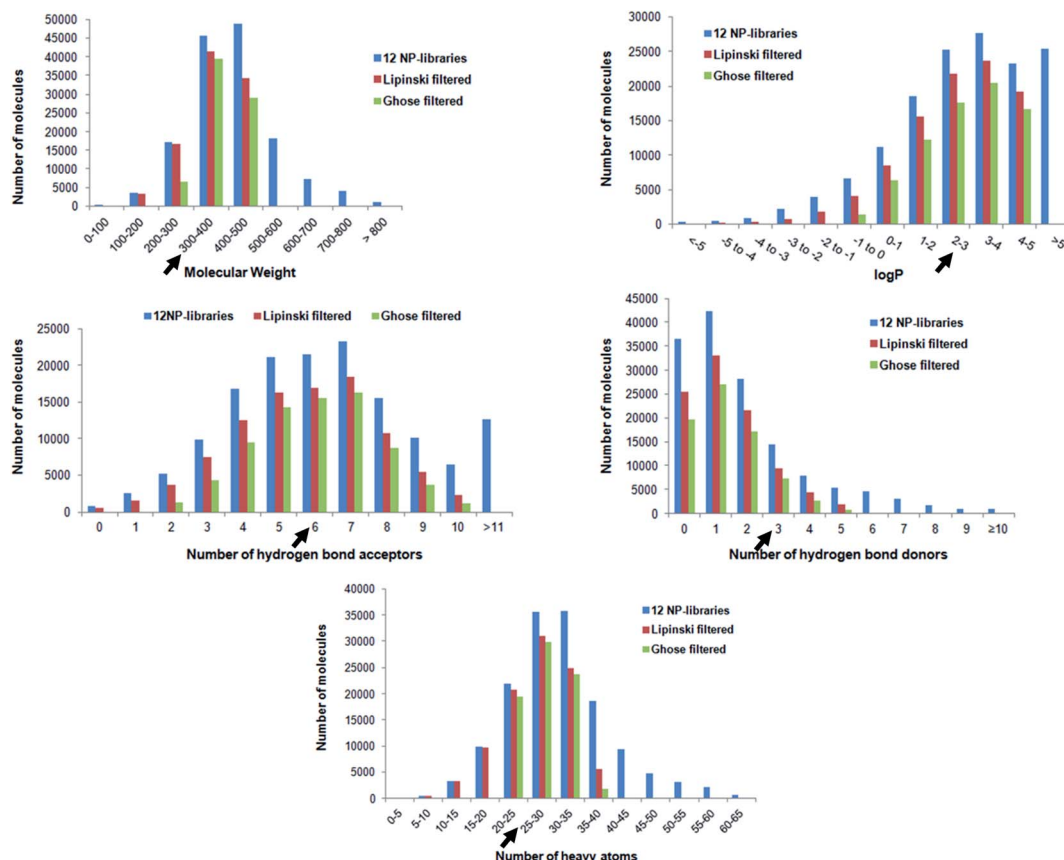 50000
45000
40000
35000
30000
25000
20000
15000
10000
5000
0
Number of molecules
12 NP-libraries
Lipinski filtered
Ghose filtered
0-100 100-200 200-300 300-400 400-500 500-600 600-700 700-800 > 800
Molecular Weight
30000
25000
20000
15000
10000
5000
0
Number of molecules
12 NP-libraries
Lipinski filtered
Ghose filtered
<-5 -5 to -4 -4 to -3 -3 to -2 -2 to -1 -1 to 0 0-1 1-2 2-3 3-4 4-5 >5
logP
12NP-libraries Lipinski filtered Ghose filtered
25000
20000
15000
10000
5000
0
Number of molecules
0 1 2 3 4 5 6 7 8 9 10 >11
Number of hydrogen bond acceptors
45000
40000
35000
30000
25000
20000
15000
10000
5000
0
Number of molecules
12 NP-libraries
Lipinski filtered
Ghose filtered
0 1 2 3 4 5 6 7 8 9 ≥10
Number of hydrogen bond donors
40000
35000
30000
25000
20000
15000
10000
5000
0
Number of molecules
12 NP-libraries
Lipinski filtered
Ghose filtered
0-5 5-10 10-15 15-20 20-25 25-30 30-35 35-40 40-45 45-50 50-55 55-60 60-65
Number of heavy atoms